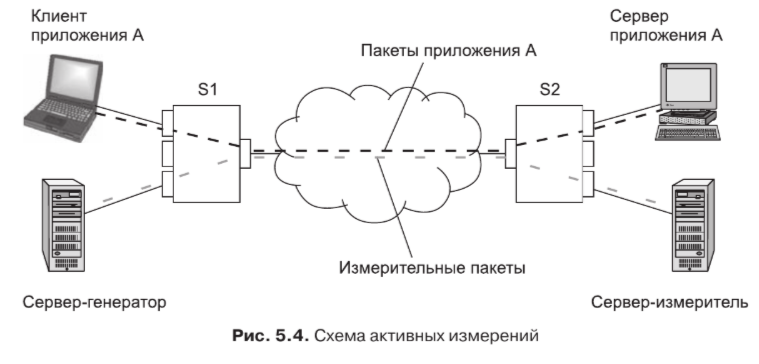 Клиент
приложения А
Сервер
приложения А
Пакеты приложения А
S1
S2
Измерительные пакеты
Сервер-генератор
Сервер-измеритель
Рис. 5.4. Схема активных измерений